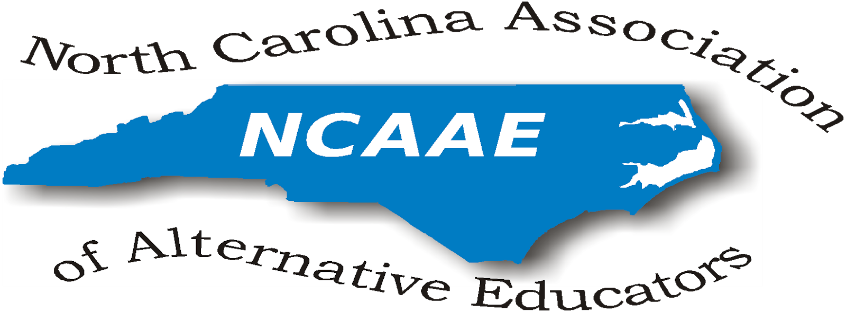 North Carolina Association
NCAAE
of Alternative Educators